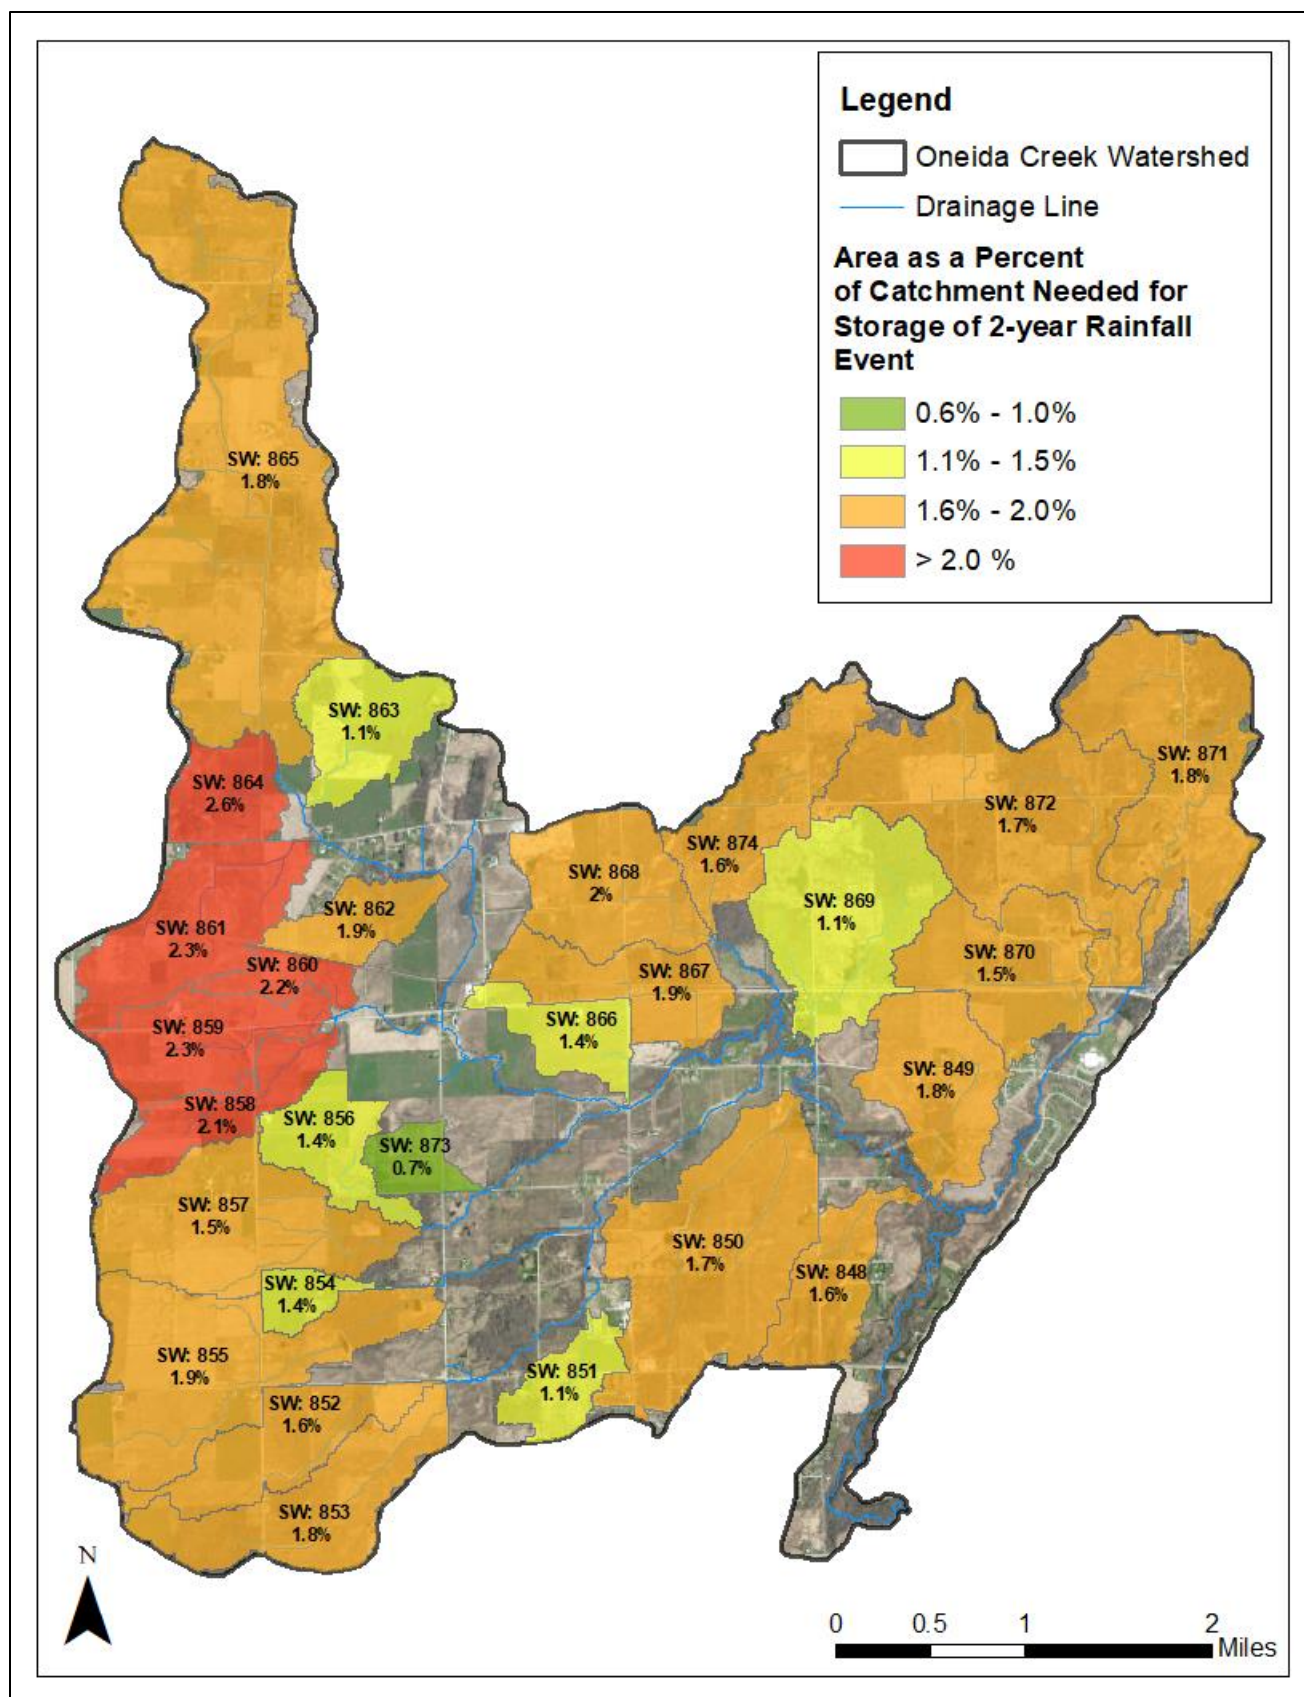 Legend
Oneida Creek Watershed
Drainage Line
Area as a Percent
of Catchment Needed for
Storage of 2-year Rainfall
Event
0.6% - 1.0%
1.1% - 1.5%
1.6% - 2.0%
> 2.0 %
SW: 865
1.8%
SW: 863
1.1%
SW: 864
2.6%
SW: 871
1.8%
SW: 872
1.7%
SW: 874
1.6%
SW: 868
2%
SW: 869
1.1%
SW: 862
1.9%
SW: 861
2.3%
SW: 860
2.2%
SW: 870
1.5%
SW: 867
1.9%
SW: 866
1.4%
SW: 859
2.3%
SW: 849
1.8%
SW: 858
2.1%
SW: 856
1.4%
SW: 873
0.7%
SW: 857
1.5%
SW: 850
1.7%
SW: 848
1.6%
SW: 854
1.4%
SW: 855
1.9%
SW: 851
1.1%
SW: 852
1.6%
SW: 853
1.8%
N
0 0.5 1 2
Miles